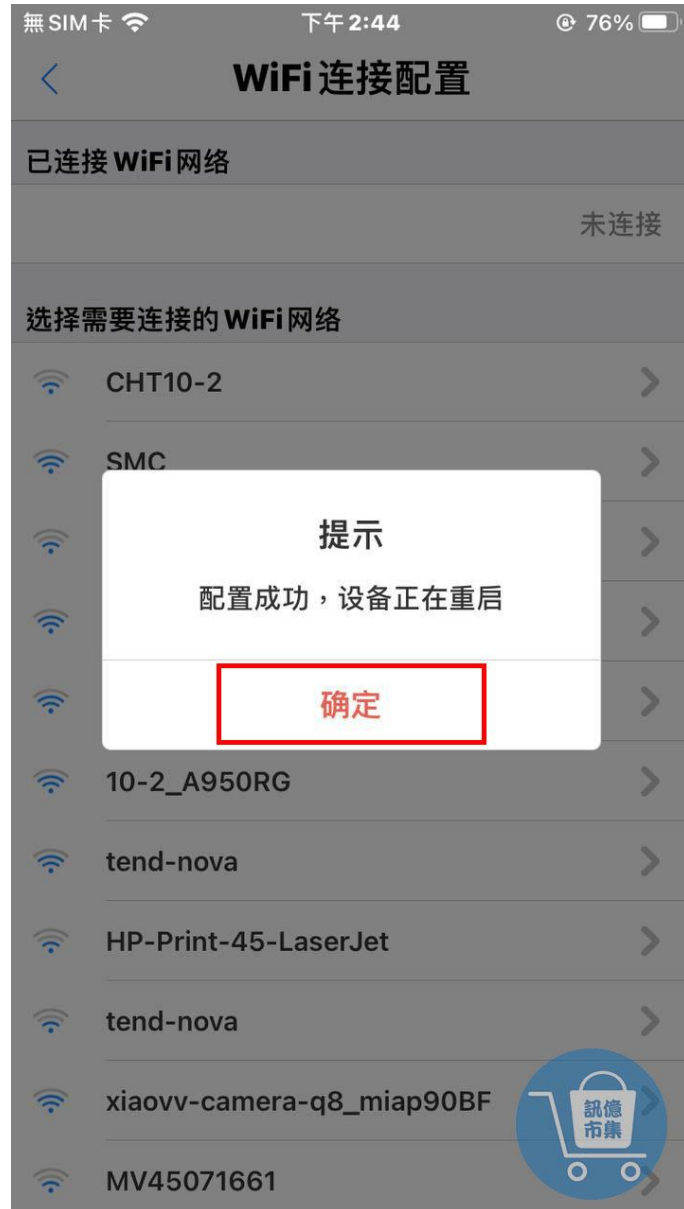 無SIM卡 下午2:44 76%
WiFi连接配置
已连接WiFi网络
未连接
选择需要连接的WiFi网络
CHT10-2
SMC
提示
配置成功，设备正在重启
确定
10-2_A950RG
tend-nova
HP-Print-45-LaserJet
tend-nova
xiaovv-camera-q8_miap90BF
訊億
市集
MV45071661